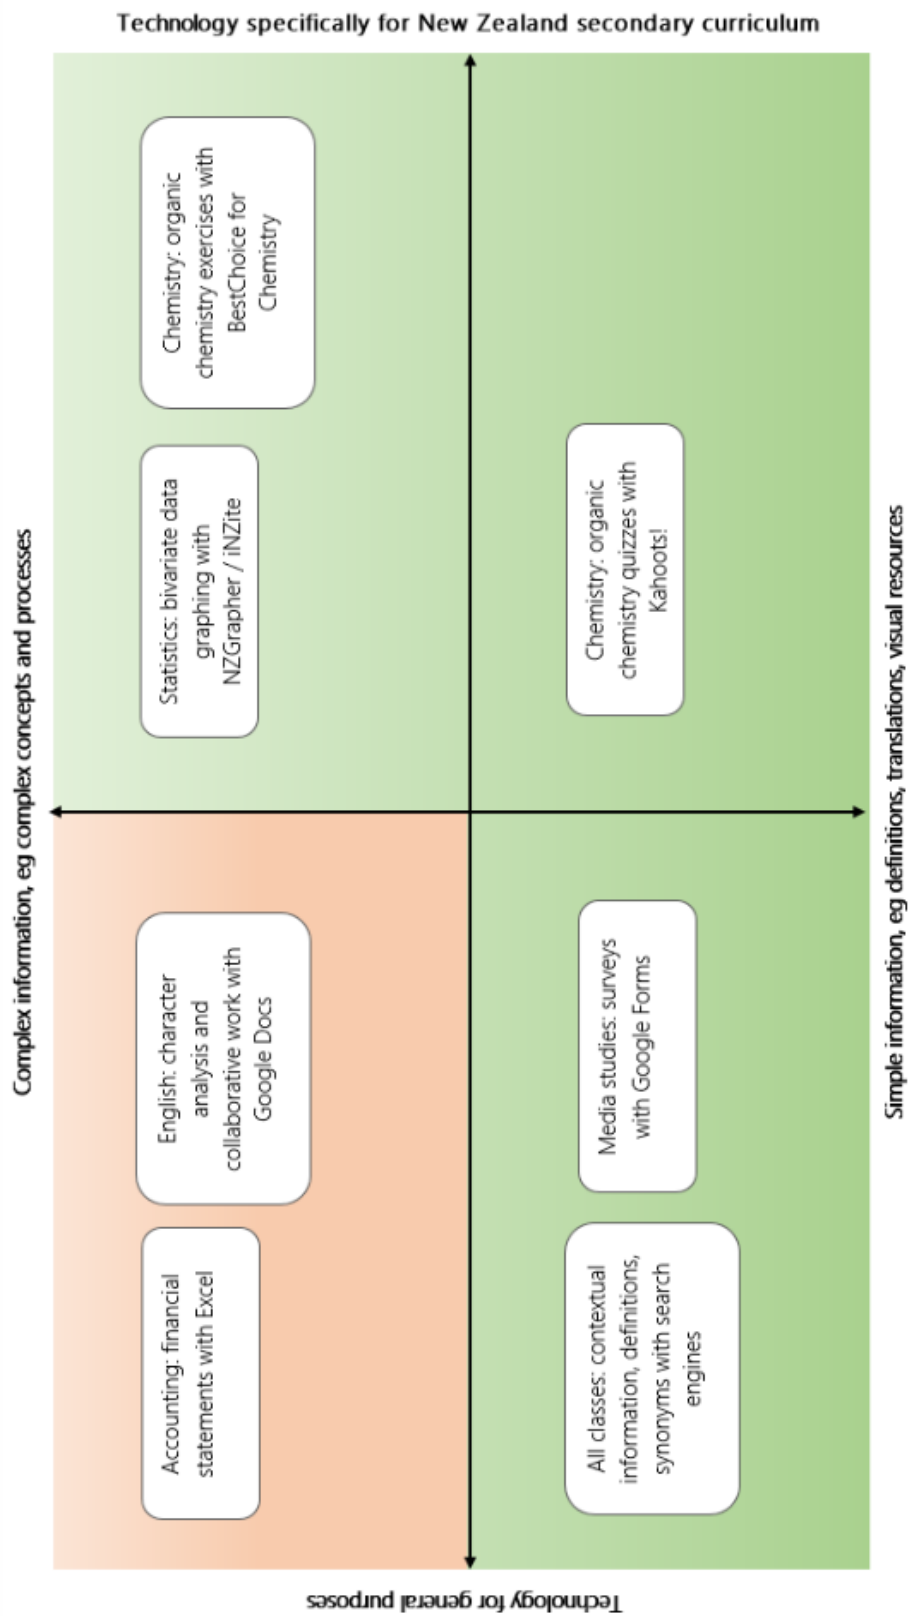 Technology specifically for New Zealand secondary curriculum
Complex information, eg complex concepts and processes
Chemistry: organic
chemistry exercises with
BestChoice for
Chemistry
Statistics: bivariate data
graphing with
NZGrapher / iNZite
English: character
analysis and
collaborative work with
Google Docs
Accounting: financial
statements with Excel
Chemistry: organic
chemistry quizzes with
Kahoots!
Media studies: surveys
with Google Forms
All classes: contextual
information, definitions,
synonyms with search
engines
Simple information, eg definitions, translations, visual resources
Technology for general purposes